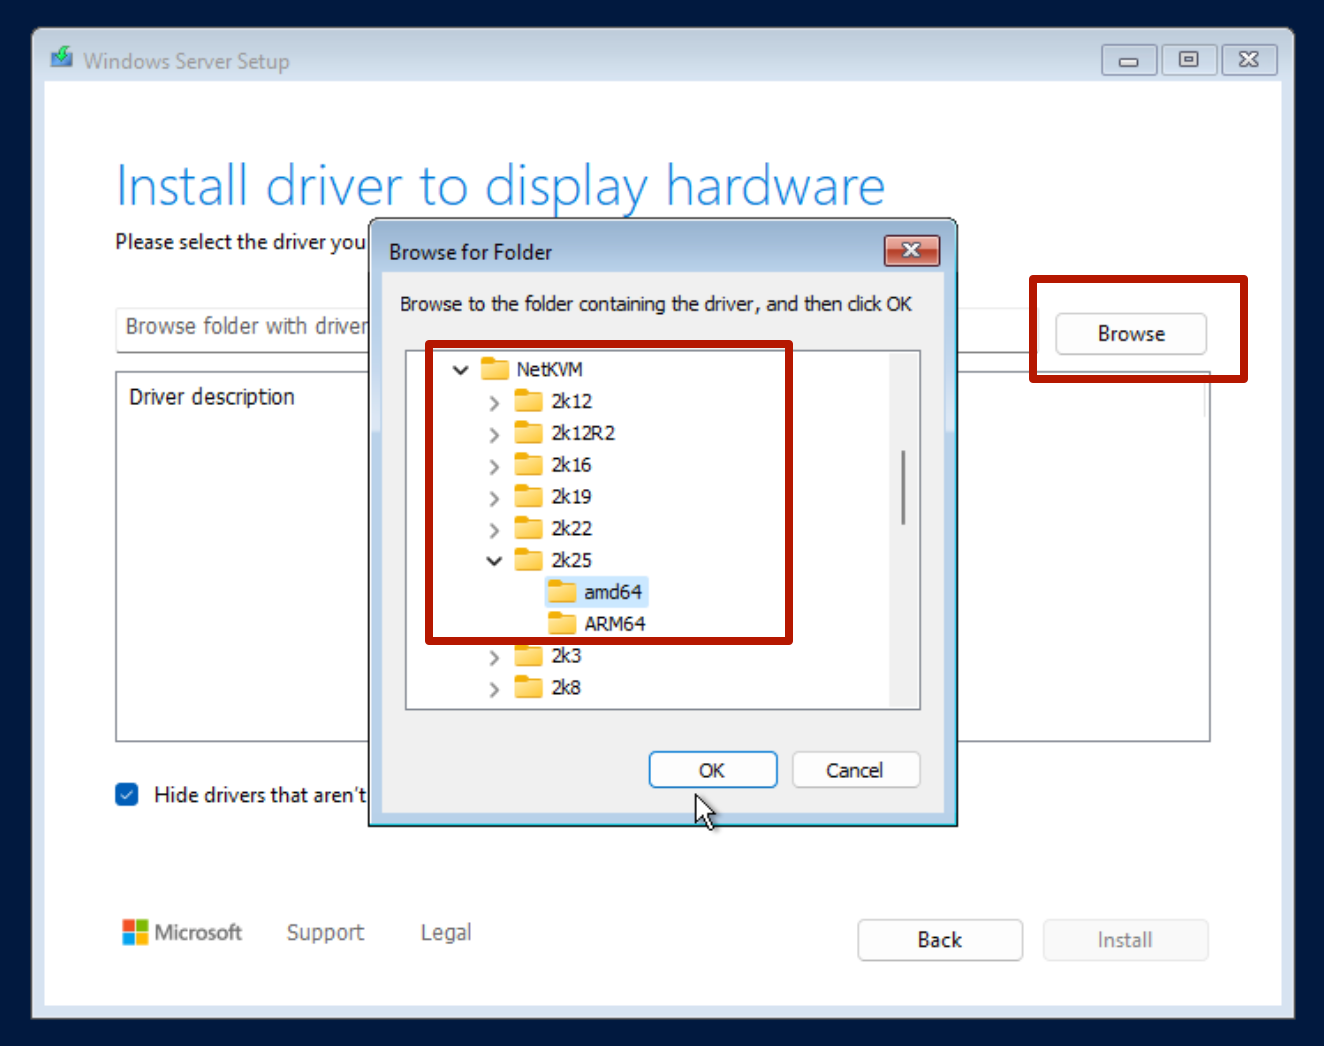 Windows Server Setup
Install driver to display hardware
Please select the driver you
Browse for Folder
Browse to the folder containing the driver, and then click OK
Browse folder with driver
Browse
Driver description
NetKVM
2k12
2k12R2
2k16
2k19
2k22
2k25
amd64
ARM64
2k3
2k8
OK
Cancel
Hide drivers that aren't
Microsoft
Support
Legal
Back
Install